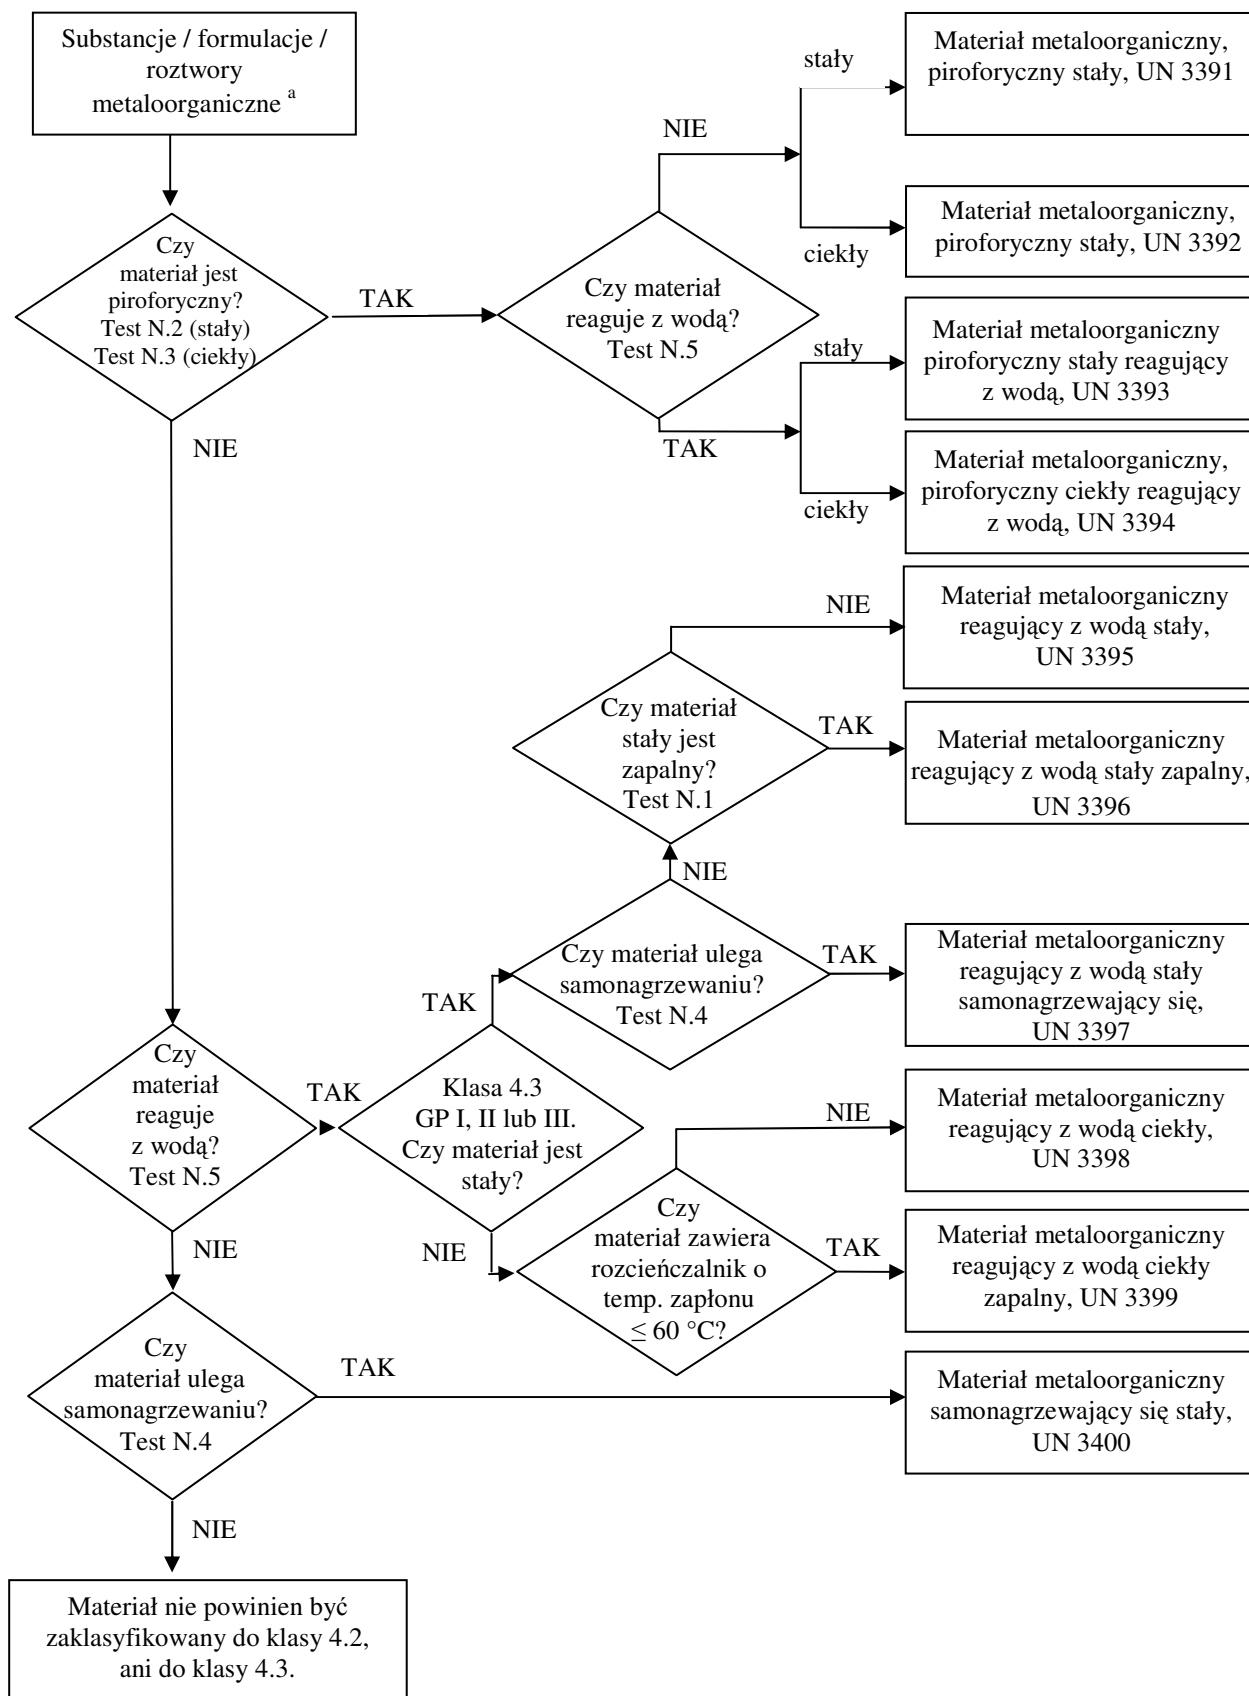 Substancje / formulacje /
roztwory
metaloorganiczne a
stały
Materiał metaloorganiczny,
piroforyczny stały, UN 3391
NIE
Materiał metaloorganiczny,
piroforyczny stały, UN 3392
ciekły
Czy
materiał jest
piroforyczny?
Test N.2 (stały)
Test N.3 (ciekły)
TAK
Czy materiał
reaguje z wodą?
Test N.5
stały
Materiał metaloorganiczny
piroforyczny stały reagujący
z wodą, UN 3393
NIE
TAK
Materiał metaloorganiczny,
piroforyczny ciekły reagujący
z wodą, UN 3394
ciekły
NIE
Materiał metaloorganiczny
reagujący z wodą stały,
UN 3395
Czy materiał
stały jest
zapalny?
Test N.1
TAK
Materiał metaloorganiczny
reagujący z wodą stały zapalny,
UN 3396
NIE
Czy materiał ulega
samonagrzewaniu?
Test N.4
TAK
Materiał metaloorganiczny
reagujący z wodą stały
samonagrzewający się,
UN 3397
TAK
Czy
materiał
reaguje
z wodą?
Test N.5
TAK
Klasa 4.3
GP I, II lub III.
Czy materiał jest
stały?
NIE
Materiał metaloorganiczny
reagujący z wodą ciekły,
UN 3398
NIE
NIE
Czy
materiał zawiera
rozcieńczalnik o
temp. zapłonu
≤ 60 °C?
TAK
Materiał metaloorganiczny
reagujący z wodą ciekły
zapalny, UN 3399
Czy
materiał ulega
samonagrzewaniu?
Test N.4
TAK
Materiał metaloorganiczny
samonagrzewający się stały,
UN 3400
NIE
Materiał nie powinien być
zaklasyfikowany do klasy 4.2,
ani do klasy 4.3.